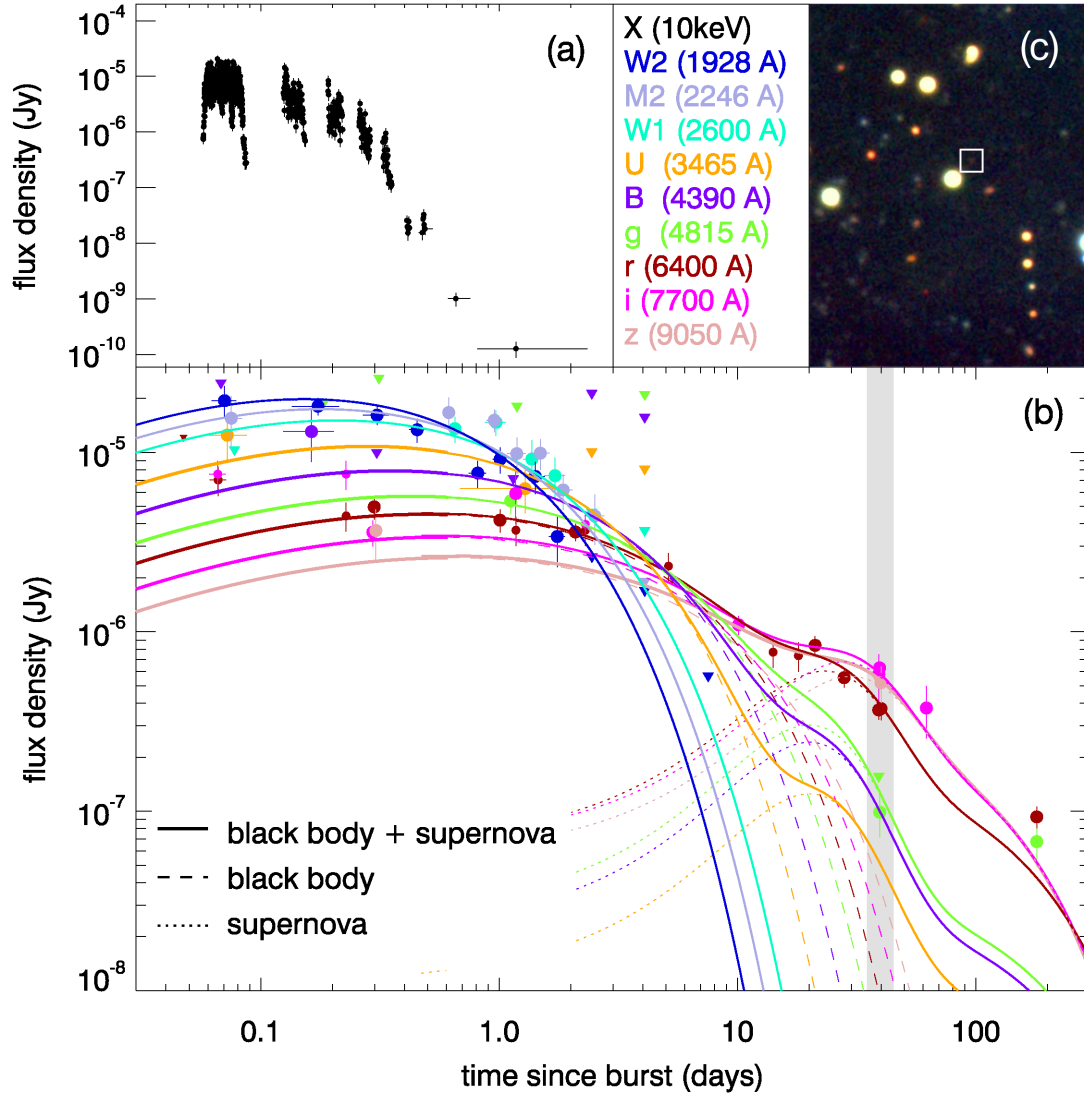 (a)
10⁻⁴
10⁻⁵
10⁻⁶
10⁻⁷
10⁻⁸
10⁻⁹
10⁻¹⁰
flux density (Jy)
X (10keV)
W2 (1928 A)
M2 (2246 A)
W1 (2600 A)
U (3465 A)
B (4390 A)
g (4815 A)
r (6400 A)
i (7700 A)
z (9050 A)
(c)
(b)
10⁻⁵
10⁻⁶
10⁻⁷
10⁻⁸
flux density (Jy)
black body + supernova
black body
supernova
0.1 1.0 10 100
time since burst (days)